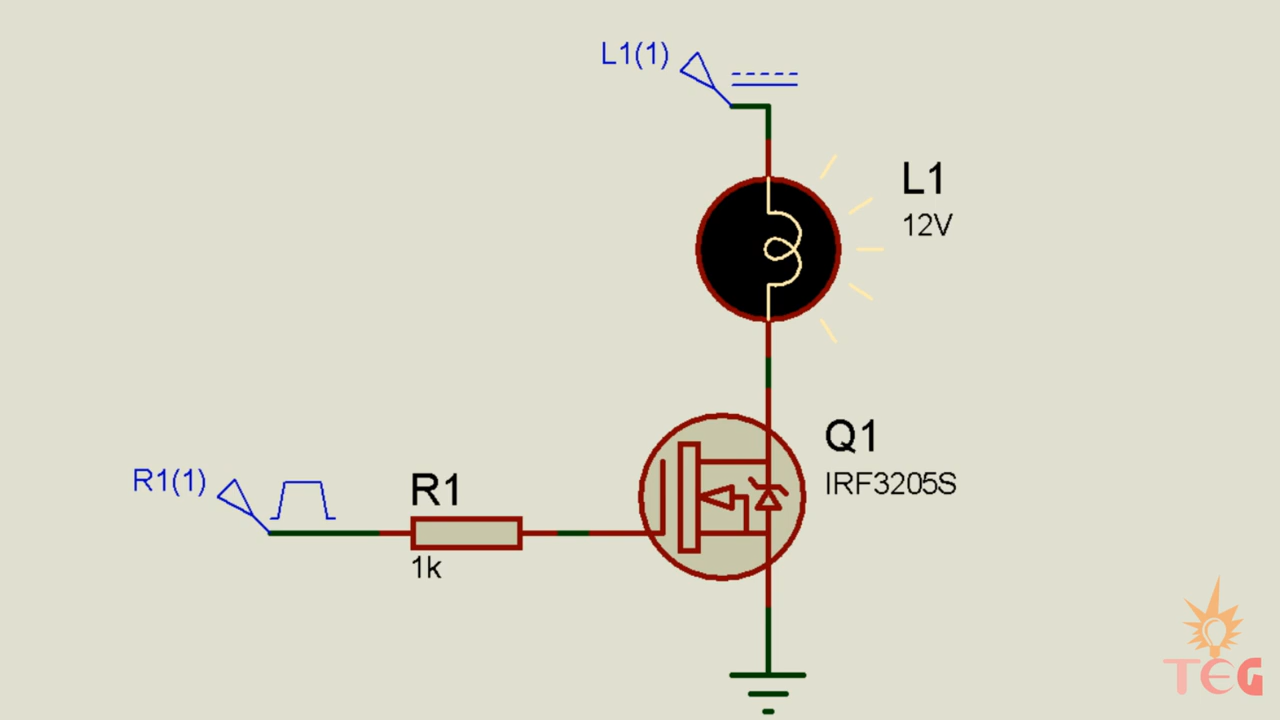 L1(1)
L1
12V
Q1
IRF3205S
R1(1)
R1
1k
TEG